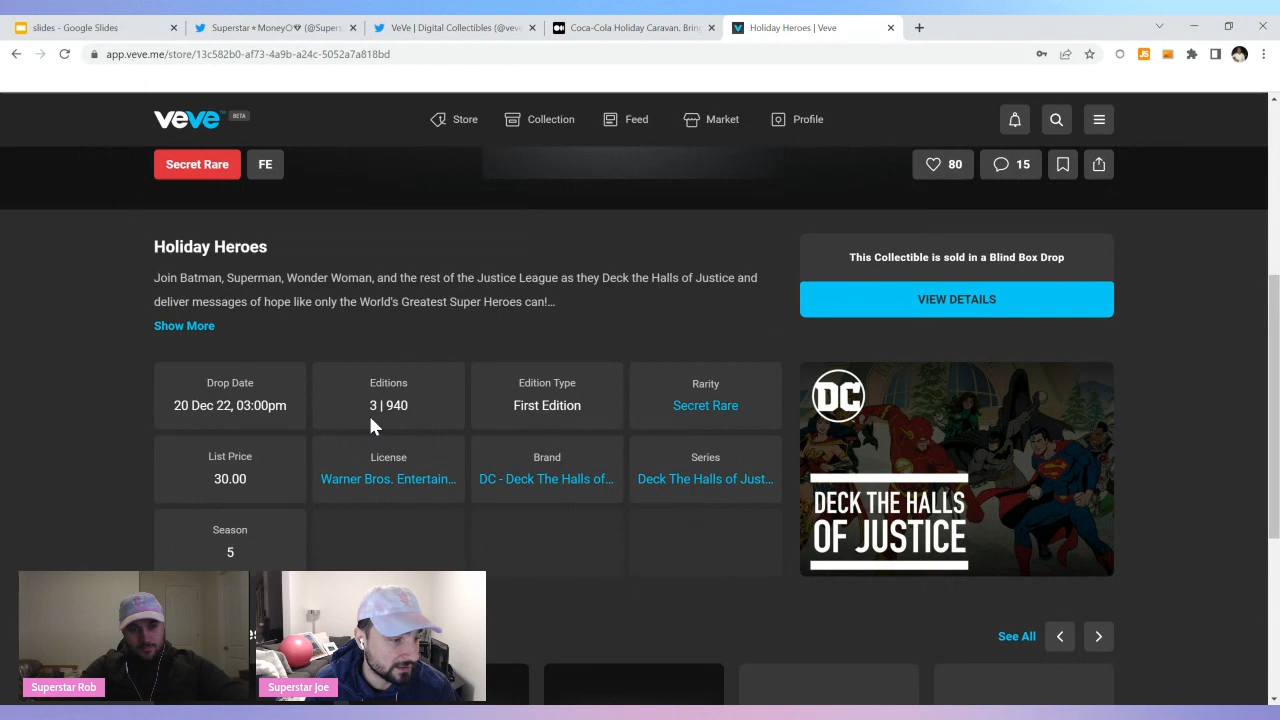 slides - Google Slides
VeVe | Digital Collectibles (@veve
Coca-Cola Holiday Caravan. Bring
Holiday Heroes | Veve
app.veve.me/store/13c582b0-af73-4a9b-a24c-5052a7a818bd
JS
veve
BETA
Store
Collection
Feed
Market
Profile
Secret Rare
FE
80
15
Holiday Heroes
Join Batman, Superman, Wonder Woman, and the rest of the Justice League as they Deck the Halls of Justice and
deliver messages of hope like only the World's Greatest Super Heroes can!...
Show More
This Collectible is sold in a Blind Box Drop
VIEW DETAILS
Drop Date
20 Dec 22, 03:00pm
Editions
3 | 940
Edition Type
First Edition
Rarity
Secret Rare
List Price
30.00
License
Warner Bros. Entertain...
Brand
DC - Deck The Halls of...
Series
Deck The Halls of Just...
Season
5
DC
DECK THE HALLS
OF JUSTICE
See All
Superstar Rob
Superstar Joe